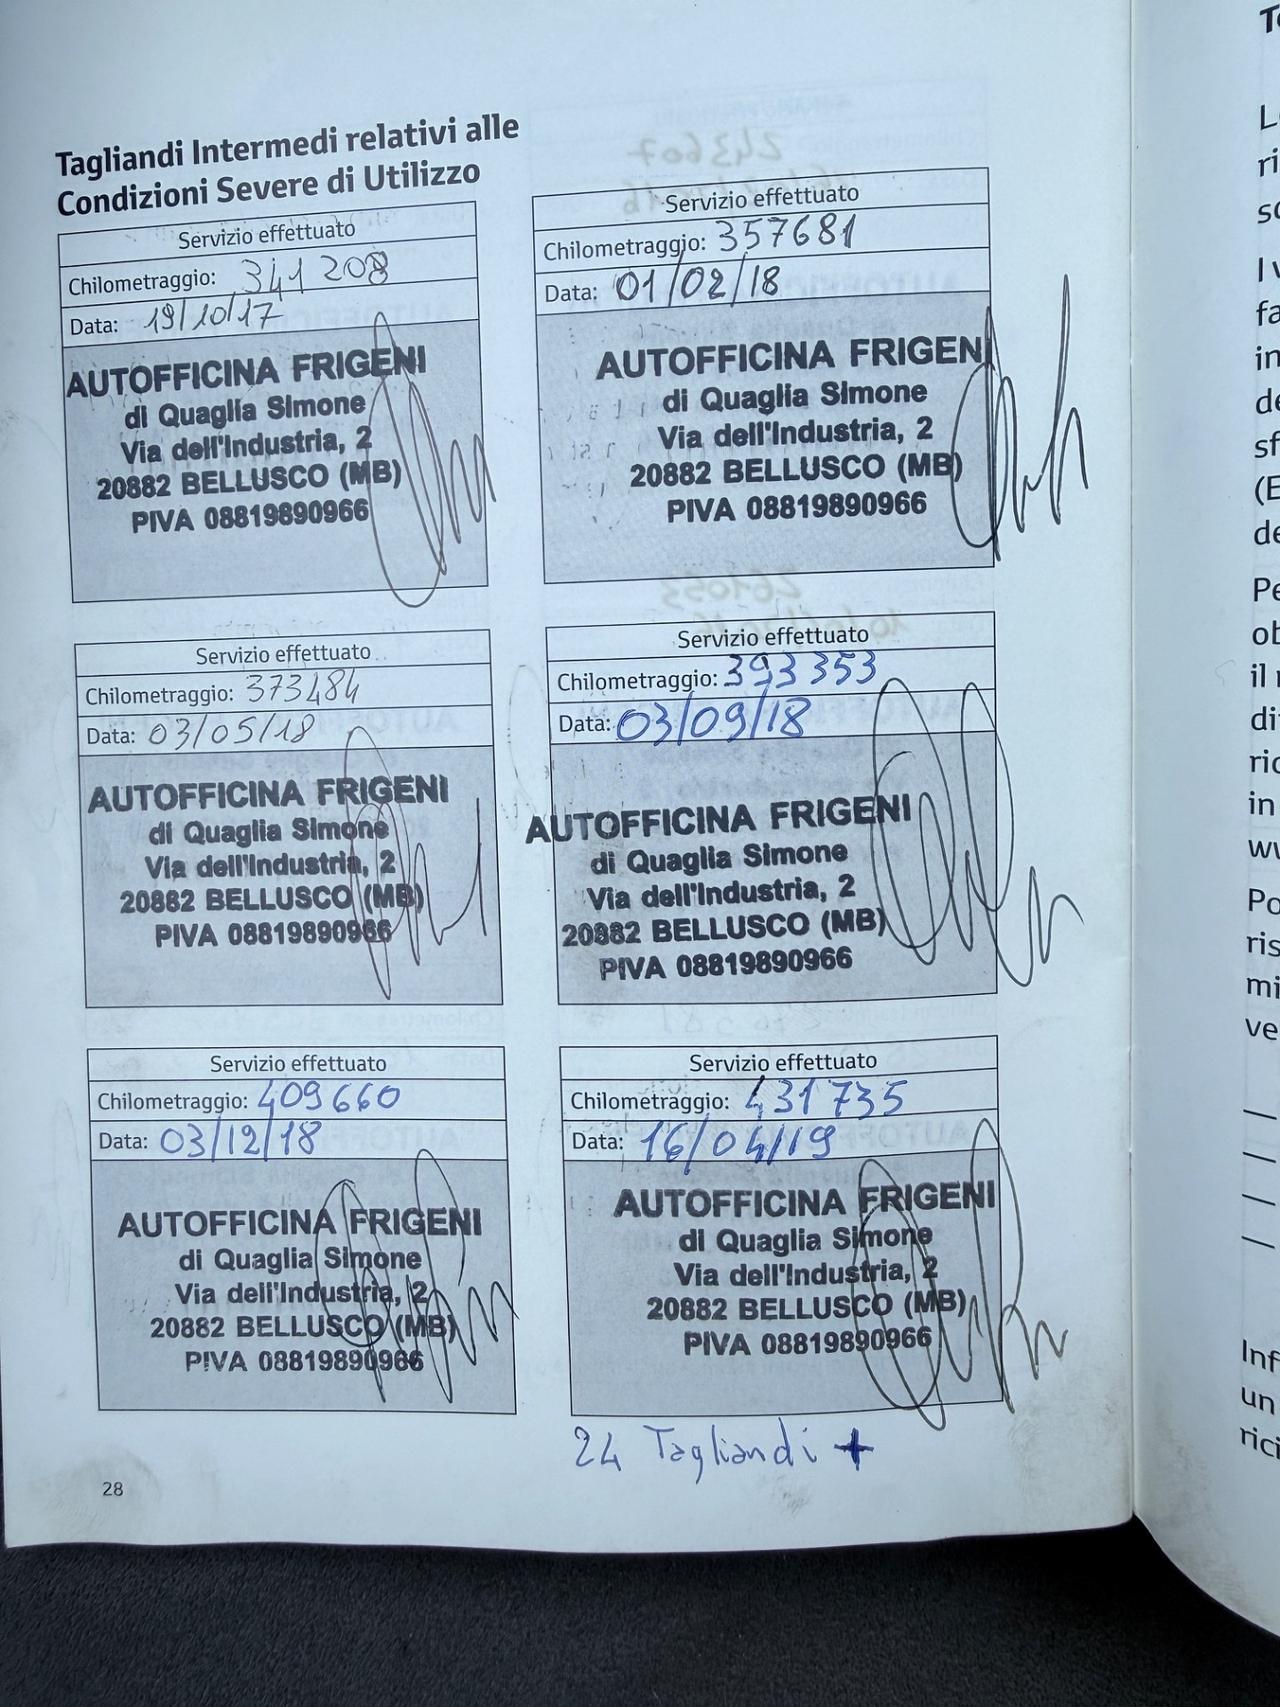 Tagliandi Intermedi relativi alle
Condizioni Severe di Utilizzo
Servizio effettuato
Chilometraggio: 341 208
Data: 19/10/17
AUTOFFICINA FRIGENI
di Quaglia Simone
Via dell'Industria, 2
20882 BELLUSCO (MB)
PIVA 08819890966
Servizio effettuato
Chilometraggio: 357681
Data: 01/02/18
AUTOFFICINA FRIGENI
di Quaglia Simone
Via dell'Industria, 2
20882 BELLUSCO (MB)
PIVA 08819890966
Servizio effettuato
Chilometraggio: 373484
Data: 03/05/18
AUTOFFICINA FRIGENI
di Quaglia Simone
Via dell'Industria, 2
20882 BELLUSCO (MB)
PIVA 08819890966
Servizio effettuato
Chilometraggio: 393353
Data: 03/09/18
AUTOFFICINA FRIGENI
di Quaglia Simone
Via dell'Industria, 2
20882 BELLUSCO (MB)
PIVA 08819890966
Servizio effettuato
Chilometraggio: 409660
Data: 03/12/18
AUTOFFICINA FRIGENI
di Quaglia Simone
Via dell'Industria, 2
20882 BELLUSCO (MB)
PIVA 08819890966
Servizio effettuato
Chilometraggio: 431735
Data: 16/04/19
AUTOFFICINA FRIGENI
di Quaglia Simone
Via dell'Industria, 2
20882 BELLUSCO (MB)
PIVA 08819890966
24 Tagliandi +
28